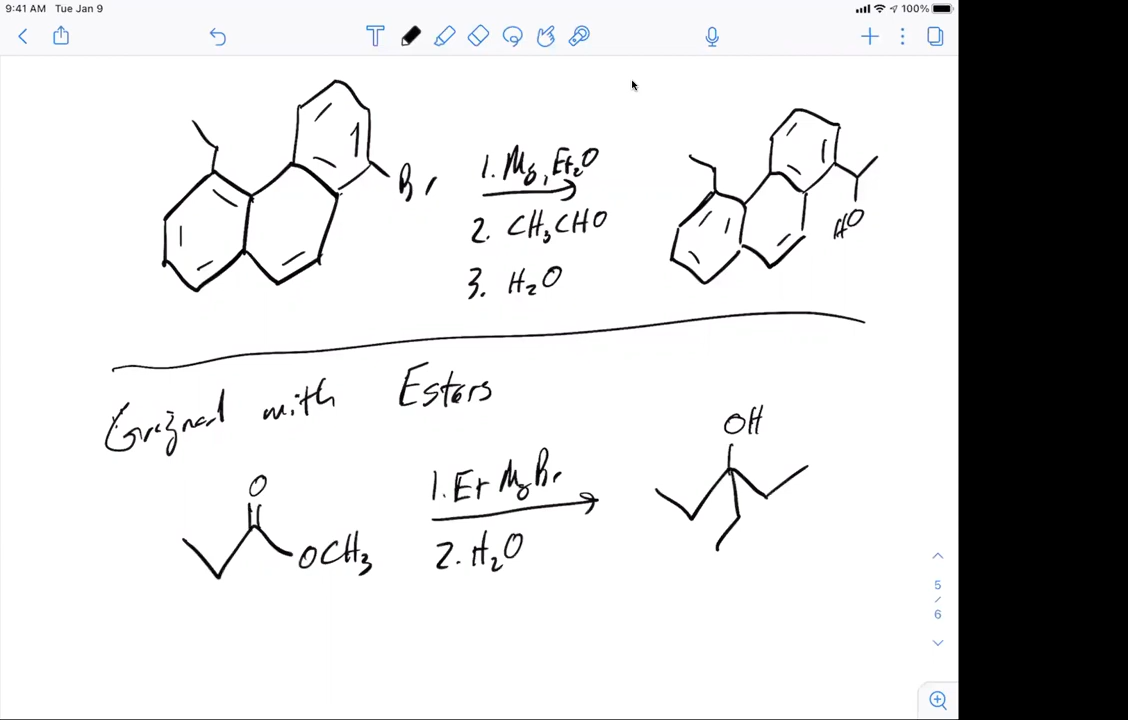 9:41 AM Tue Jan 9
100%
Br
1. Mg, Et₂O
2. CH₃CHO
3. H₂O
HO
Grignard with Esters
O
OCH₃
1. EtMgBr
2. H₂O
OH
5
/
6